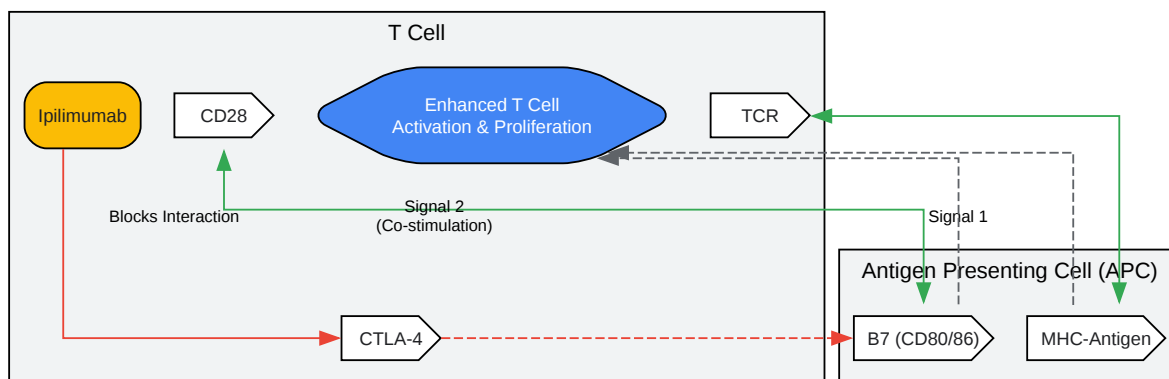 T Cell
Ipilimumab
CD28
Enhanced T Cell
Activation & Proliferation
TCR
Blocks Interaction
Signal 2
(Co-stimulation)
Signal 1
Antigen Presenting Cell (APC)
CTLA-4
B7 (CD80/86)
MHC-Antigen